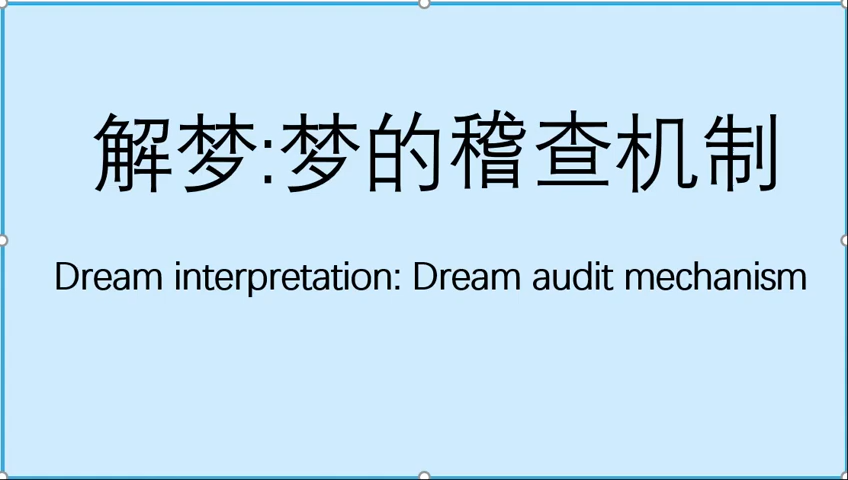 解梦:梦的稽查机制
Dream interpretation: Dream audit mechanism